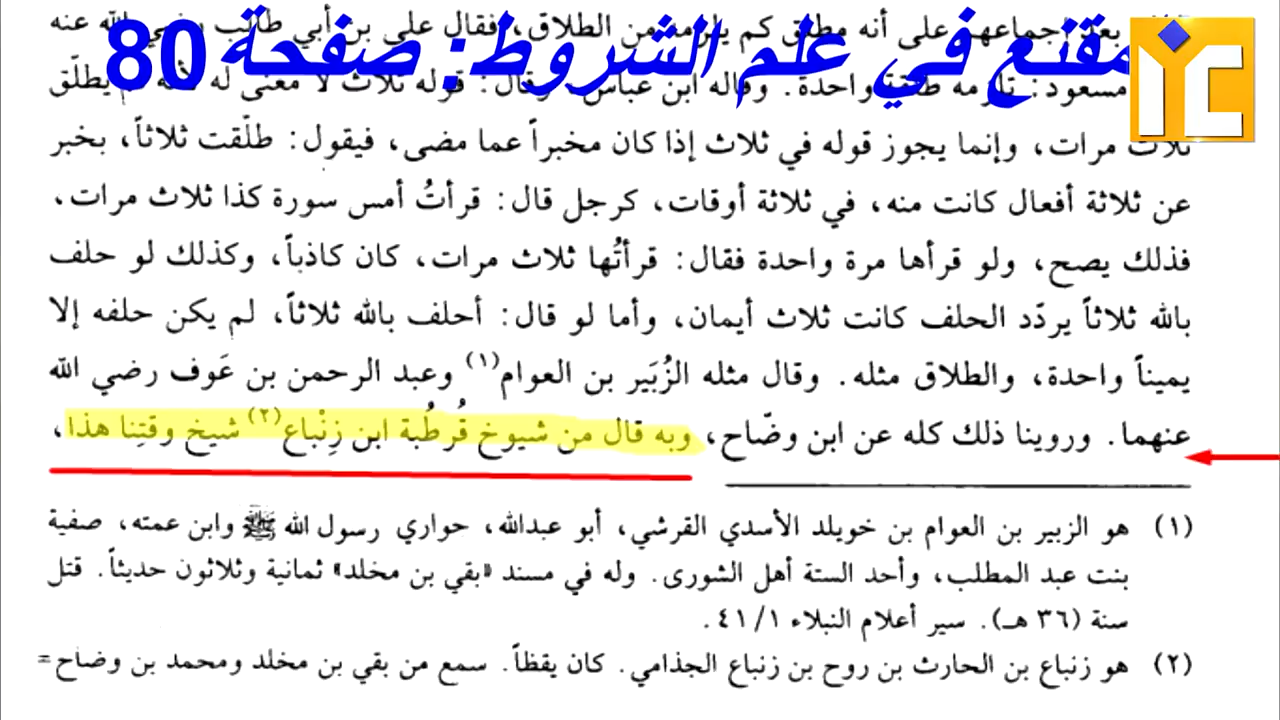 مقنع في علم الشروط: صفحة 80
على أنه مطلق كم يلزمه من الطلاق، فقال علي بن أبي طالب رضي الله عنه
مسعود: تلزمه طلقة واحدة. وقاله ابن عباس وقال: قوله ثلاث لا معنى له لأنه لم يطلّق
ثلاث مرات، وإنما يجوز قوله في ثلاث إذا كان مخبراً عما مضى، فيقول: طلّقت ثلاثاً، بخبر
عن ثلاثة أفعال كانت منه، في ثلاثة أوقات، كرجل قال: قرأتُ أمس سورة كذا ثلاث مرات،
فذلك يصح، ولو قرأها مرة واحدة فقال: قرأتُها ثلاث مرات، كان كاذباً، وكذلك لو حلف
بالله ثلاثاً يردّد الحلف كانت ثلاث أيمان، وأما لو قال: أحلف بالله ثلاثاً، لم يكن حلفه إلا
يميناً واحدة، والطلاق مثله. وقال مثله الزُبَير بن العوام(١) وعبد الرحمن بن عَوف رضي الله
عنهما. وروينا ذلك كله عن ابن وضّاح، وبه قال من شيوخ قُرطُبة ابن زِنْباع(٢) شيخ وقتِنا هذا،
(١) هو الزبير بن العوام بن خويلد الأسدي القرشي، أبو عبدالله، حواري رسول الله ﷺ وابن عمته، صفية
بنت عبد المطلب، وأحد الستة أهل الشورى. وله في مسند «بقي بن مخلد» ثمانية وثلاثون حديثاً. قتل
سنة (٣٦ هـ). سير أعلام النبلاء ٤١/١.
(٢) هو زنباع بن الحارث بن روح بن زنباع الجذامي. كان يقظاً. سمع من بقي بن مخلد ومحمد بن وضاح=